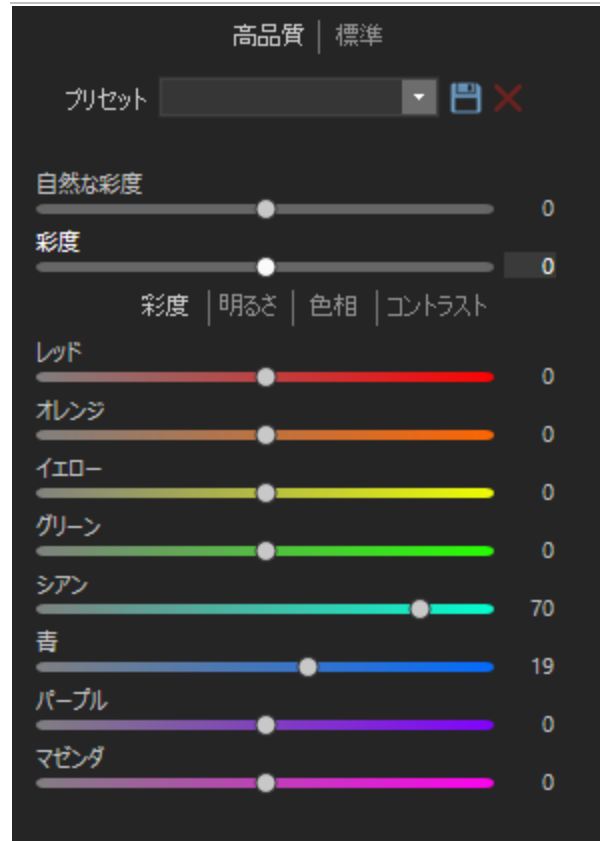 高品質 | 標準
プリセット
自然な彩度 0
彩度 0
彩度 | 明るさ | 色相 | コントラスト
レッド 0
オレンジ 0
イエロー 0
グリーン 0
シアン 70
青 19
パープル 0
マゼンダ 0